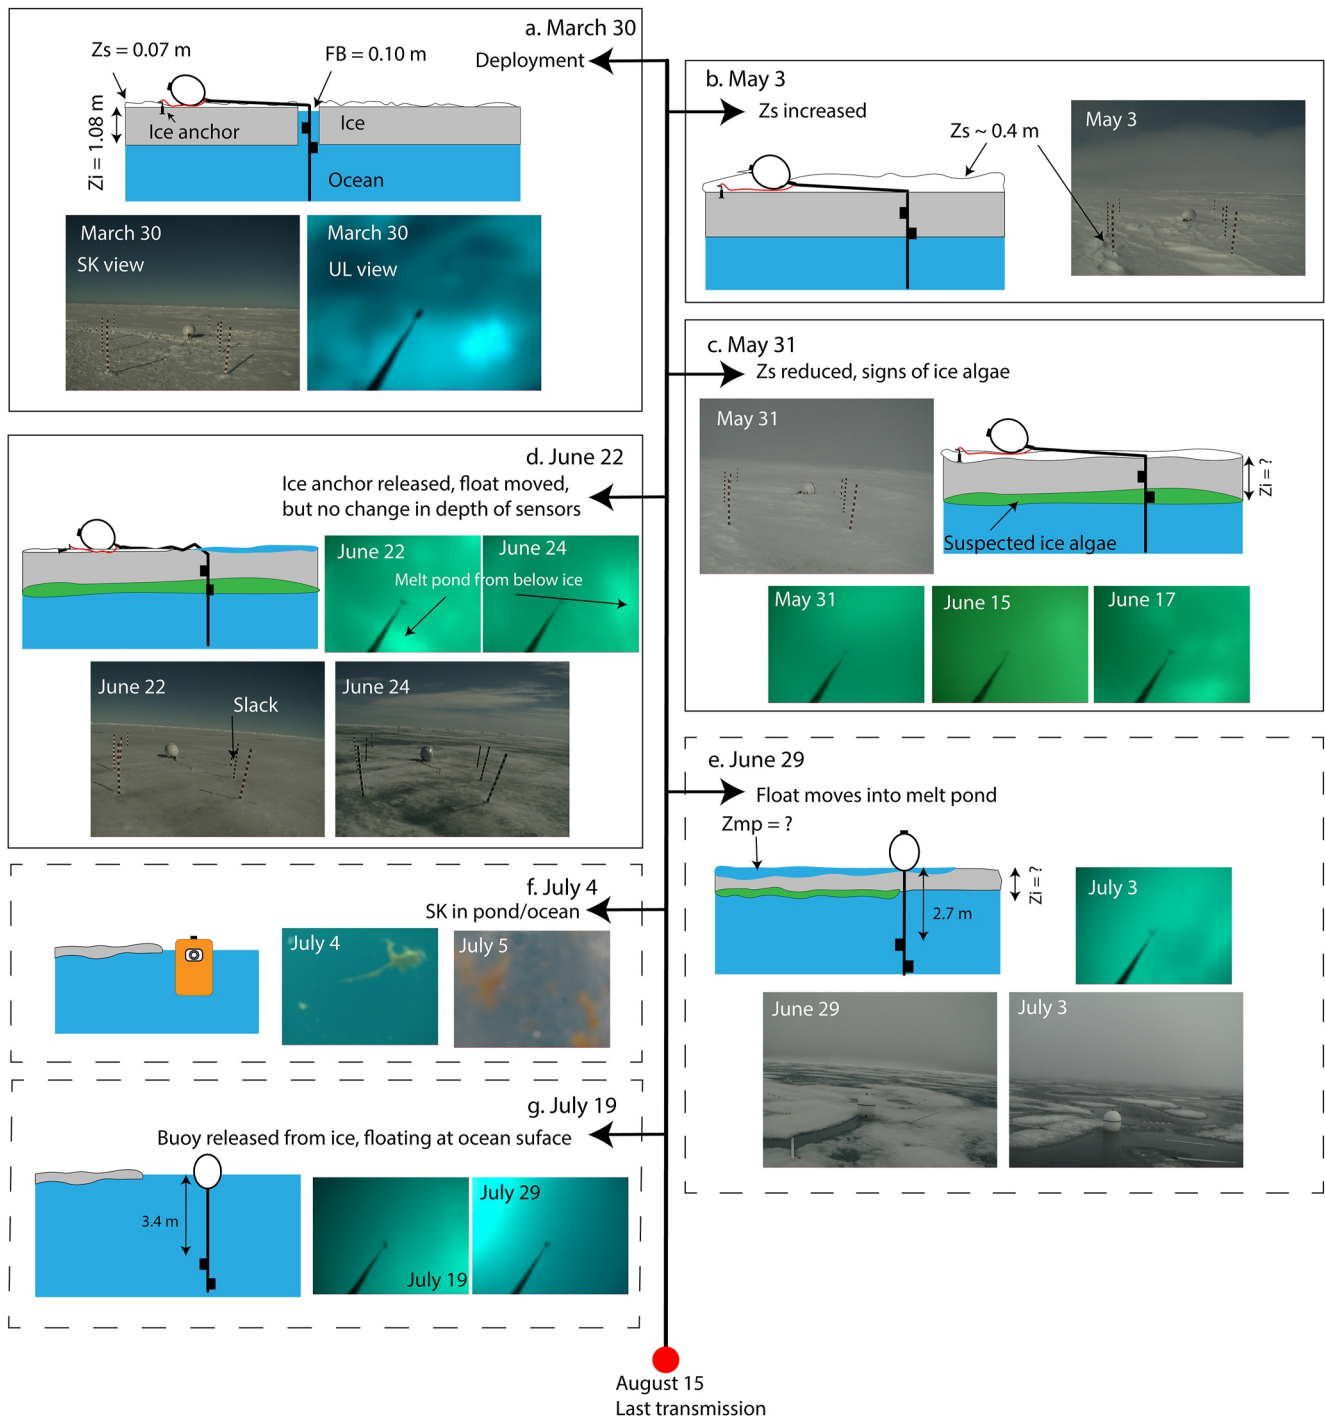 a. March 30
Deployment
Zs = 0.07 m
FB = 0.10 m
Zi = 1.08 m
Ice anchor
Ice
Ocean
March 30
SK view
March 30
UL view
b. May 3
Zs increased
Zs ~ 0.4 m
May 3
c. May 31
Zs reduced, signs of ice algae
May 31
Zi = ?
Suspected ice algae
May 31
June 15
June 17
d. June 22
Ice anchor released, float moved,
but no change in depth of sensors
June 22
June 24
Melt pond from below ice
June 22
Slack
June 24
e. June 29
Float moves into melt pond
Zmp = ?
2.7 m
Zi = ?
July 3
June 29
July 3
f. July 4
SK in pond/ocean
July 4
July 5
g. July 19
Buoy released from ice, floating at ocean suface
3.4 m
July 19
July 29
August 15
Last transmission